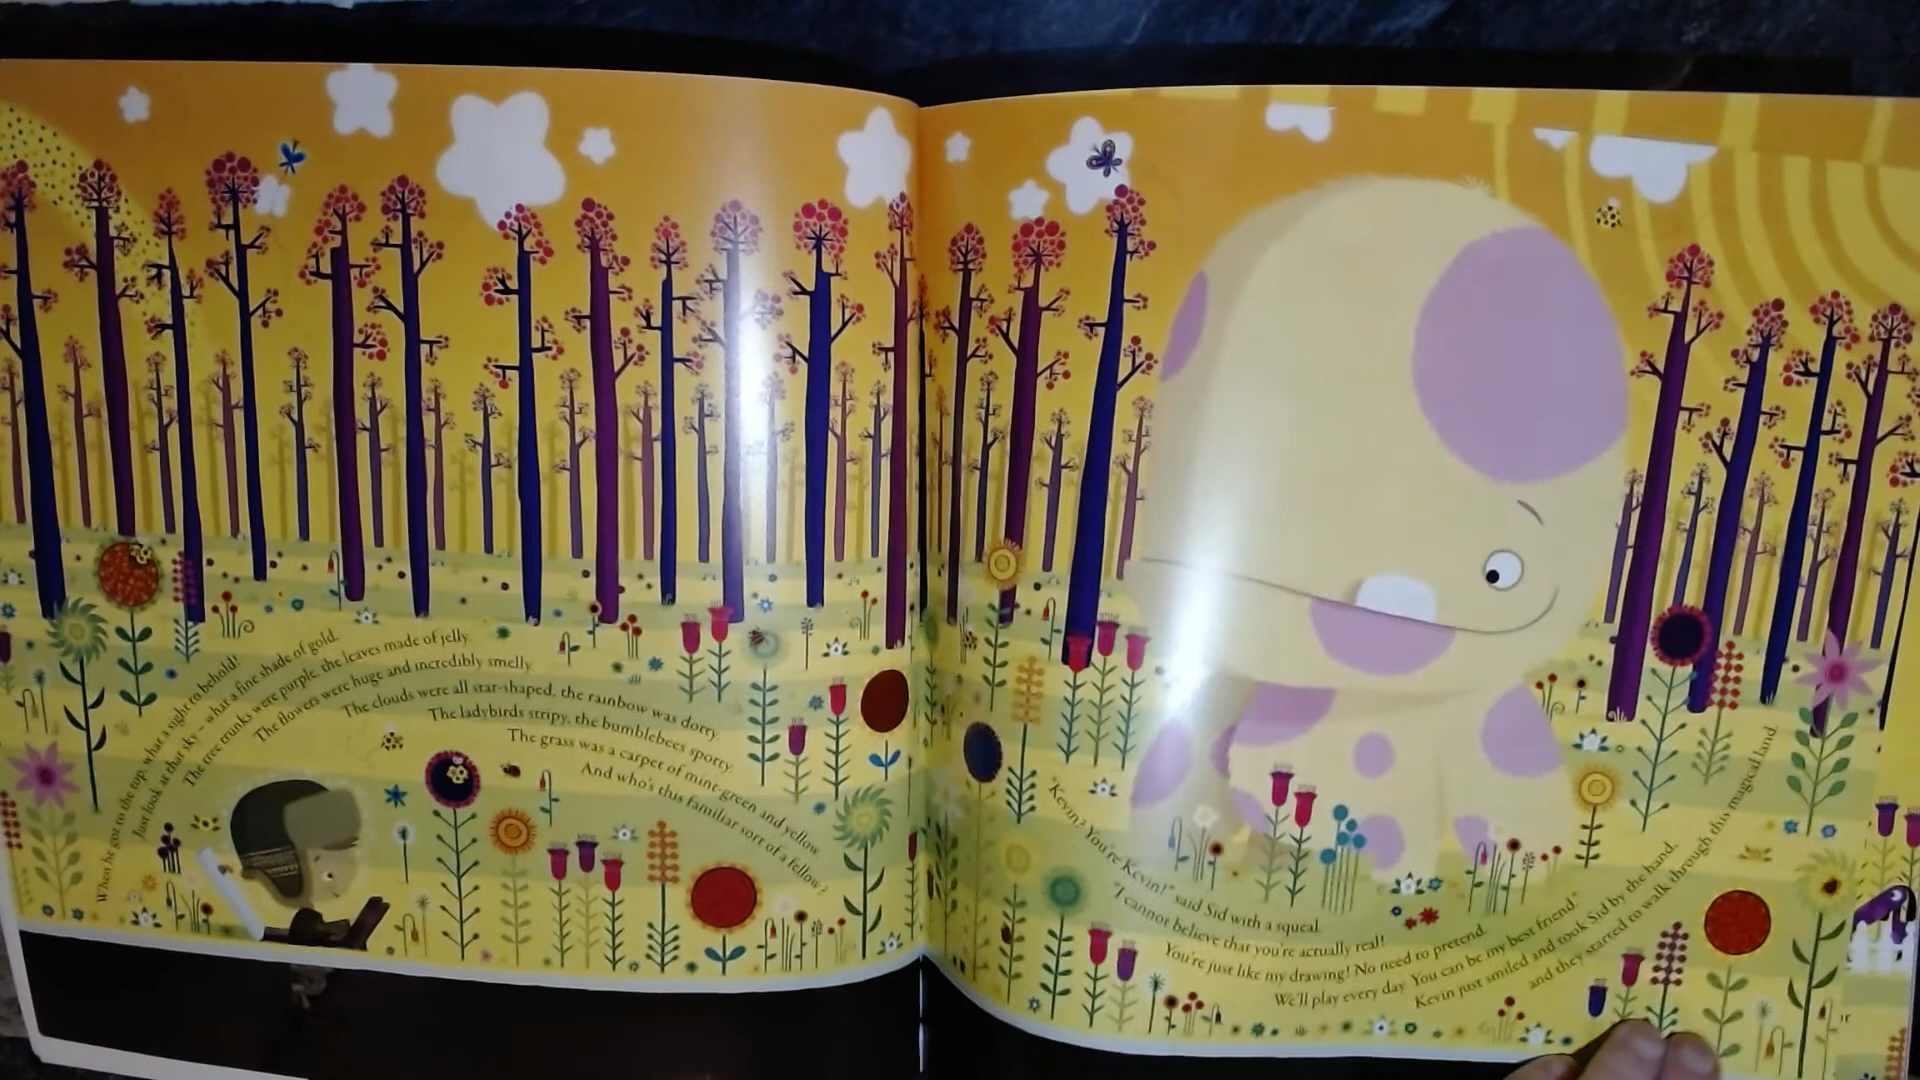 When he got to the top, what a sight to behold!
Just look at that sky – what a fine shade of gold.
The tree trunks were purple, the leaves made of jelly.
The flowers were huge and incredibly smelly.
The clouds were all star-shaped, the rainbow was dotty.
The ladybirds stripy, the bumblebees spotty.
The grass was a carpet of mint-green and yellow.
And who's this familiar sort of a fellow?
"Kevin? You're Kevin!" said Sid with a squeal.
"I cannot believe that you're actually real!
You're just like my drawing! No need to pretend.
We'll play every day. You can be my best friend."
Kevin just smiled and took Sid by the hand,
and they started to walk through this magical land.